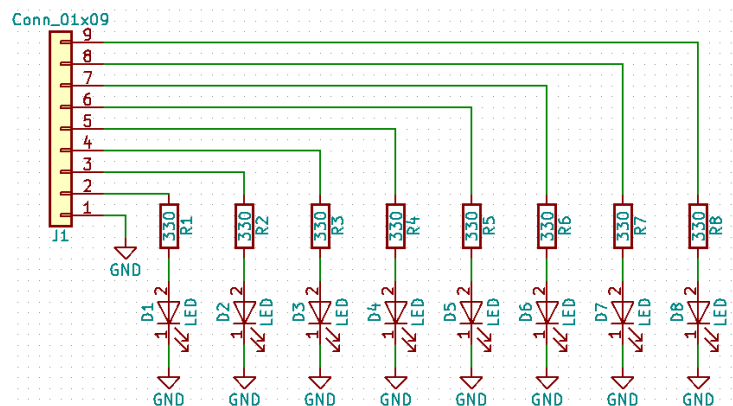 Conn_01x09
9
8
7
6
5
4
3
2
1
J1
GND
330 R1
330 R2
330 R3
330 R4
330 R5
330 R6
330 R7
330 R8
D1 2 1 LED
D2 2 1 LED
D3 2 1 LED
D4 2 1 LED
D5 2 1 LED
D6 2 1 LED
D7 2 1 LED
D8 2 1 LED
GND GND GND GND GND GND GND GND